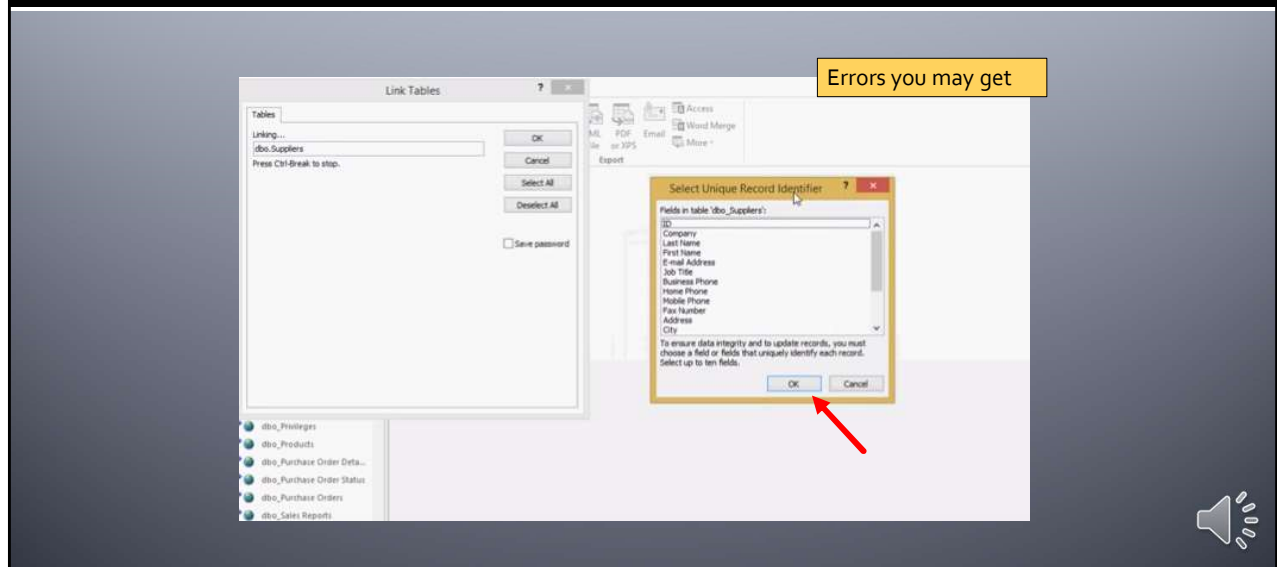 Errors you may get
Link Tables
?
Tables
Linking...
dbo.Suppliers
Press Ctrl-Break to stop.
OK
Cancel
Select All
Deselect All
Save password
PDF
or XPS
Email
Access
Word Merge
More
Export
Select Unique Record Identifier
?
Fields in table 'dbo_Suppliers':
ID
Company
Last Name
First Name
E-mail Address
Job Title
Business Phone
Home Phone
Mobile Phone
Fax Number
Address
City
To ensure data integrity and to update records, you must
choose a field or fields that uniquely identify each record.
Select up to ten fields.
OK
Cancel
dbo_Privileges
dbo_Products
dbo_Purchase Order Deta...
dbo_Purchase Order Status
dbo_Purchase Orders
dbo_Sales Reports